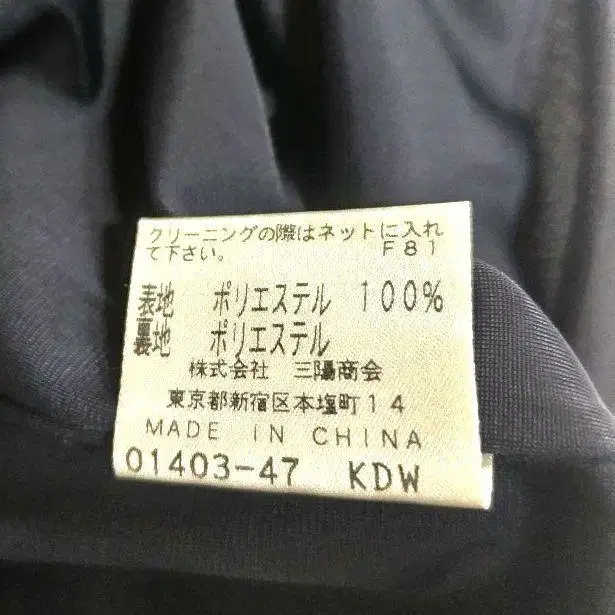 クリーニングの際はネットに入れ
て下さい。 F81
表地 ポリエステル 100%
裏地 ポリエステル
株式会社 三陽商会
東京都新宿区本塩町14
MADE IN CHINA
01403-47 KDW